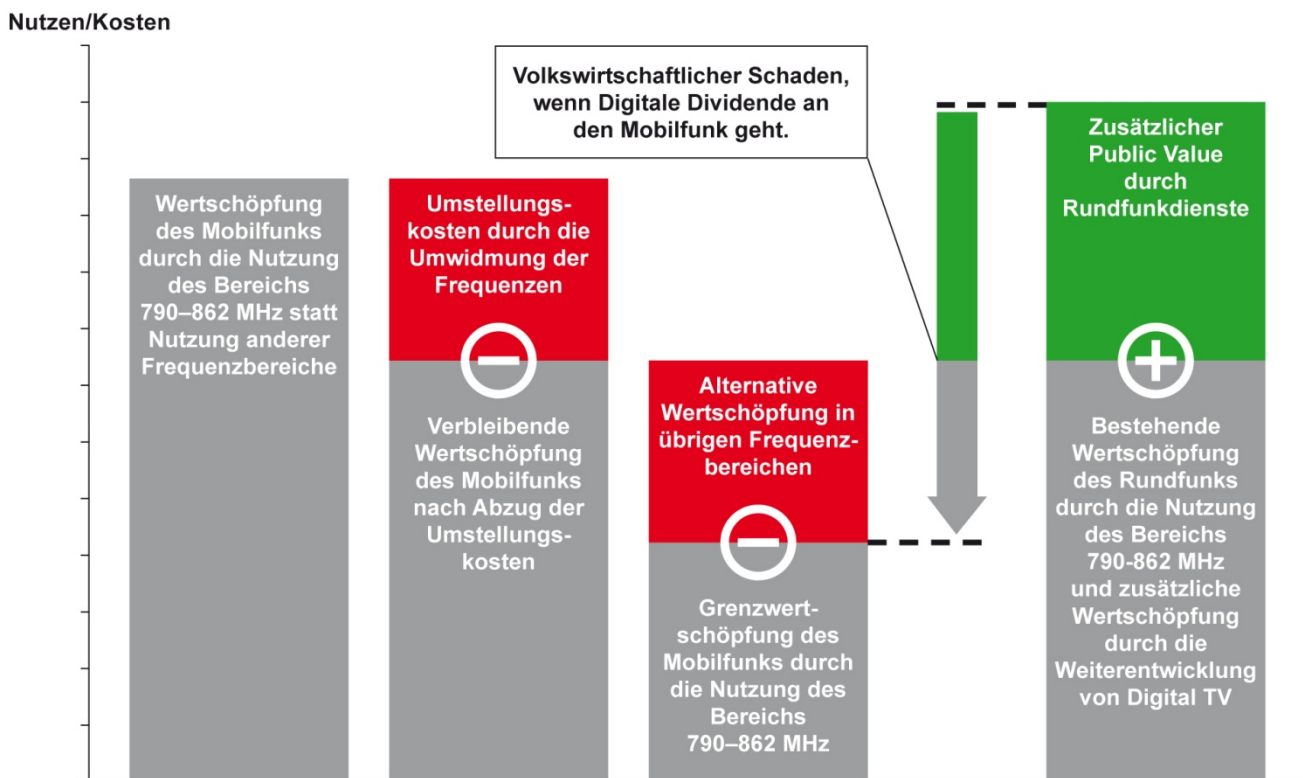 Nutzen/Kosten
Volkswirtschaftlicher Schaden,
wenn Digitale Dividende an
den Mobilfunk geht.
Wertschöpfung
des Mobilfunks
durch die Nutzung
des Bereichs
790–862 MHz statt
Nutzung anderer
Frequenzbereiche
Umstellungs-
kosten durch die
Umwidmung der
Frequenzen
Verbleibende
Wertschöpfung
des Mobilfunks
nach Abzug der
Umstellungs-
kosten
Alternative
Wertschöpfung in
übrigen Frequenz-
bereichen
Grenzwert-
schöpfung des
Mobilfunks durch
die Nutzung des
Bereichs
790–862 MHz
Zusätzlicher
Public Value
durch
Rundfunkdienste
Bestehende
Wertschöpfung
des Rundfunks
durch die Nutzung
des Bereichs
790-862 MHz
und zusätzliche
Wertschöpfung
durch die
Weiterentwicklung
von Digital TV